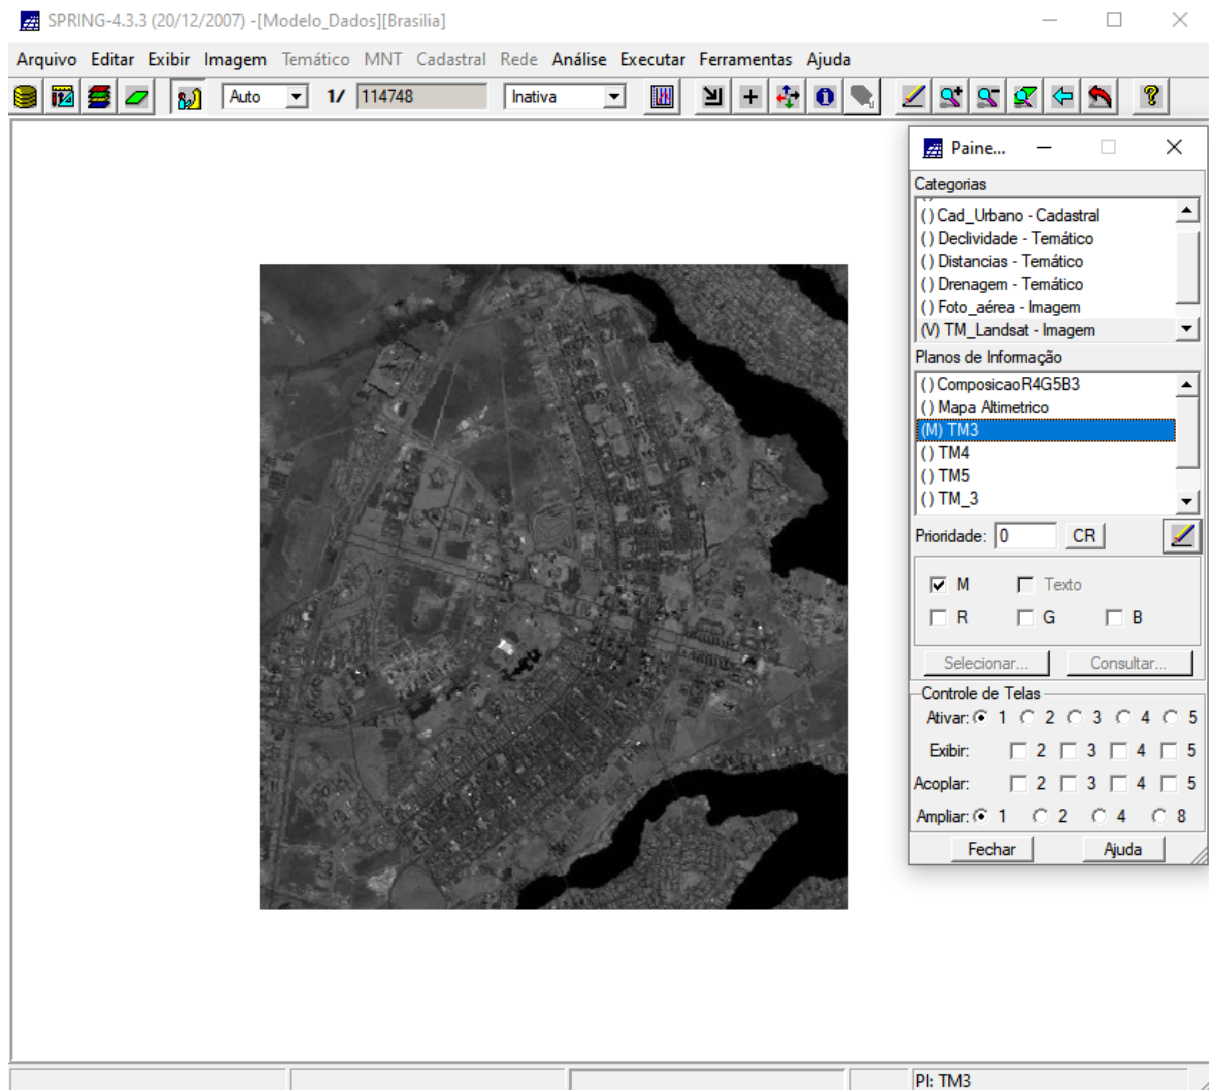 SPRING-4.3.3 (20/12/2007) -[Modelo_Dados][Brasilia]
Arquivo Editar Exibir Imagem Temático MNT Cadastral Rede Análise Executar Ferramentas Ajuda
Auto 1/ 114748 Inativa
Paine...
Categorias
( ) Cad_Urbano - Cadastral
( ) Declividade - Temático
( ) Distancias - Temático
( ) Drenagem - Temático
( ) Foto_aérea - Imagem
(V) TM_Landsat - Imagem
Planos de Informação
( ) ComposicaoR4G5B3
( ) Mapa Altimetrico
(M) TM3
( ) TM4
( ) TM5
( ) TM_3
Prioridade: 0 CR
M Texto
R G B
Selecionar... Consultar...
Controle de Telas
Ativar: 1 2 3 4 5
Exibir: 2 3 4 5
Acoplar: 2 3 4 5
Ampliar: 1 2 4 8
Fechar Ajuda
PI: TM3